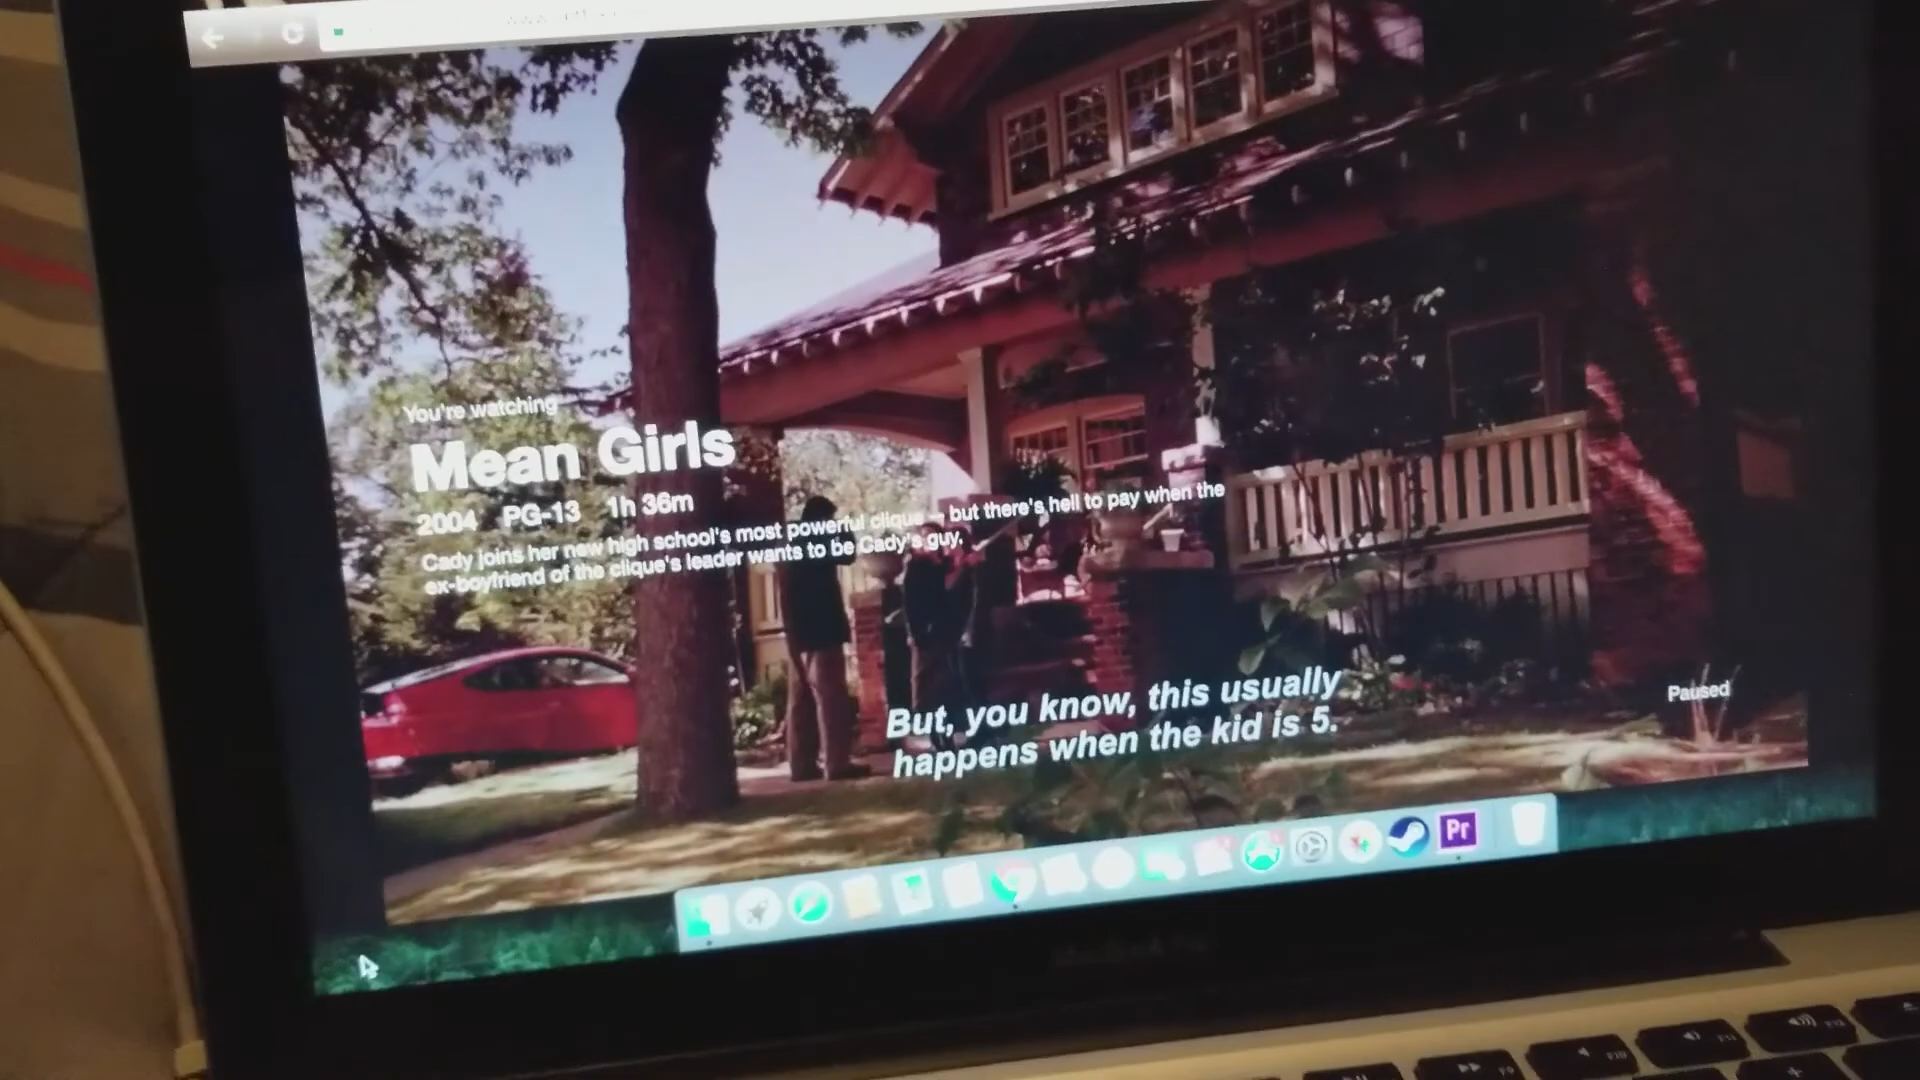 You're watching
Mean Girls
2004 PG-13 1h 36m
Cady joins her new high school's most powerful clique — but there's hell to pay when the
ex-boyfriend of the clique's leader wants to be Cady's guy.
But, you know, this usually
happens when the kid is 5.
Paused
Pr